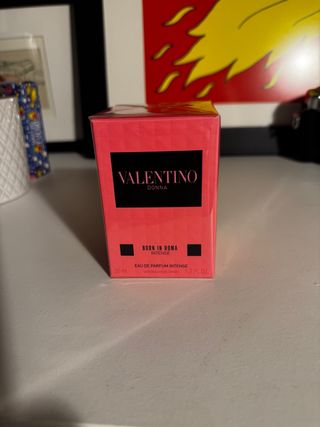 VALENTINO
DONNA
BORN IN ROMA
INTENSE
EAU DE PARFUM INTENSE